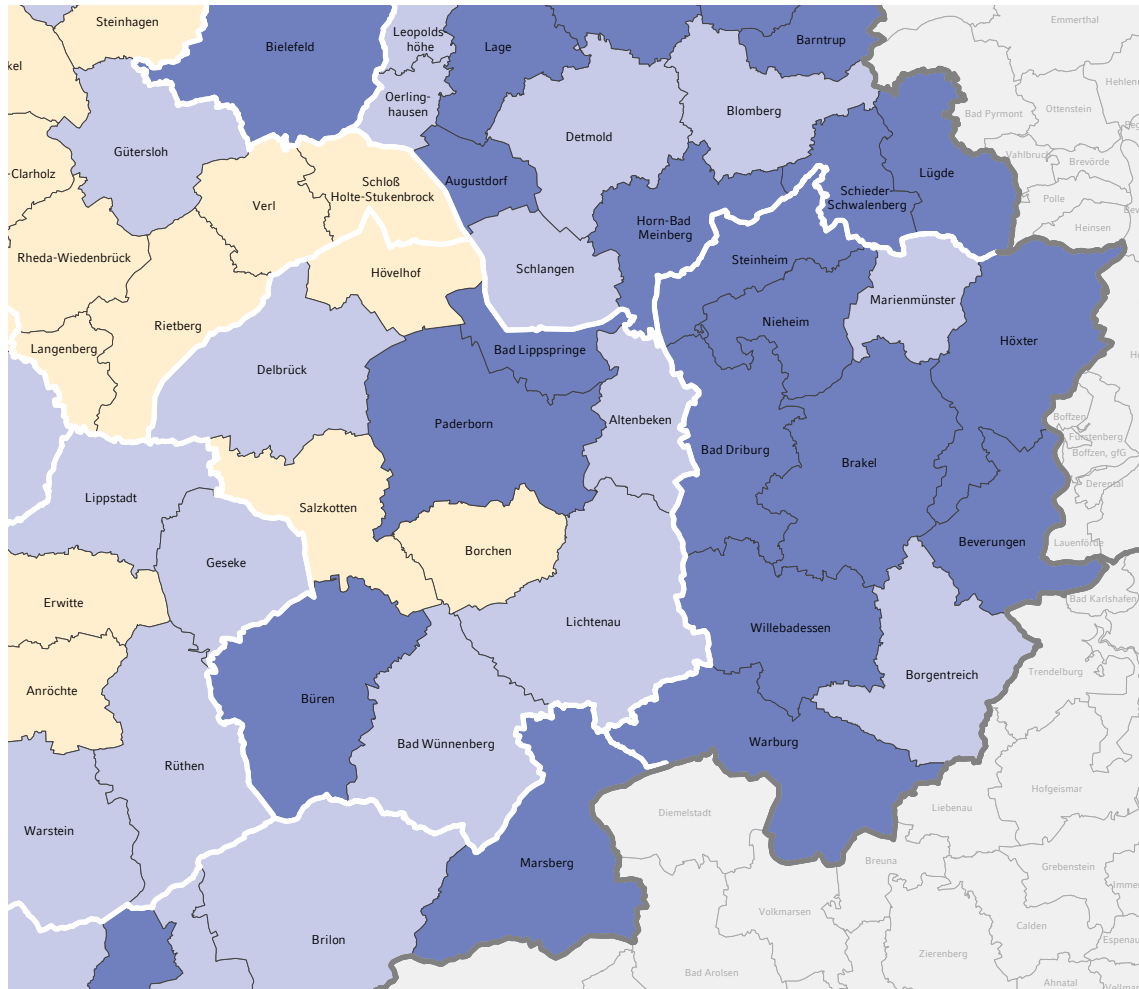 Steinhagen
Bielefeld
Leopolds
höhe
Lage
Barntrup
Emmerthal
kel
Hehlen
Oerling-
hausen
Blomberg
Ottenstein
Bad Pyrmont
Detmold
Gütersloh
Vahlbruch
Brevörde
-Clarholz
Augustdorf
Lügde
Schloß
Holte-Stukenbrock
Schieder-
Schwalenberg
Polle
Verl
Horn-Bad
Meinberg
Heinsen
Rheda-Wiedenbrück
Steinheim
Hövelhof
Schlangen
Marienmünster
Rietberg
Nieheim
Höxter
Langenberg
Bad Lippspringe
Delbrück
Altenbeken
Boffzen
Paderborn
Fürstenberg
Bad Driburg
Boffzen, gfG
Brakel
Derental
Lippstadt
Salzkotten
Lauenförde
Beverungen
Borchen
Geseke
Bad Karlshafen
Erwitte
Lichtenau
Willebadessen
Trendelburg
Borgentreich
Anröchte
Büren
Bad Wünnenberg
Warburg
Rüthen
Hofgeismar
Liebenau
Diemelstadt
Warstein
Marsberg
Breuna
Grebenstein
Imme
Volkmarsen
Calden
Brilon
Espenau
Zierenberg
Bad Arolsen
Ahnatal
Vellmar